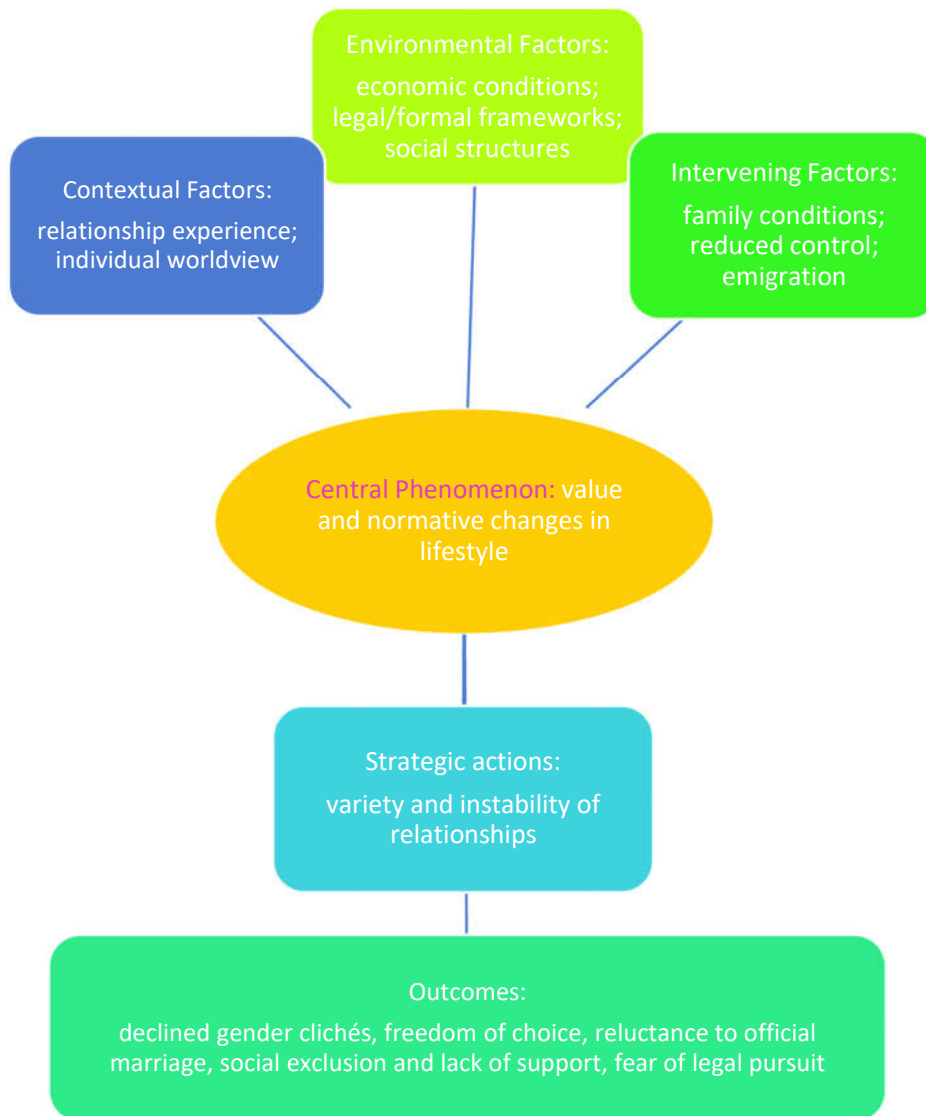 Environmental Factors:
economic conditions;
legal/formal frameworks;
social structures
Contextual Factors:
relationship experience;
individual worldview
Intervening Factors:
family conditions;
reduced control;
emigration
Central Phenomenon: value
and normative changes in
lifestyle
Strategic actions:
variety and instability of
relationships
Outcomes:
declined gender clichés, freedom of choice, reluctance to official
marriage, social exclusion and lack of support, fear of legal pursuit